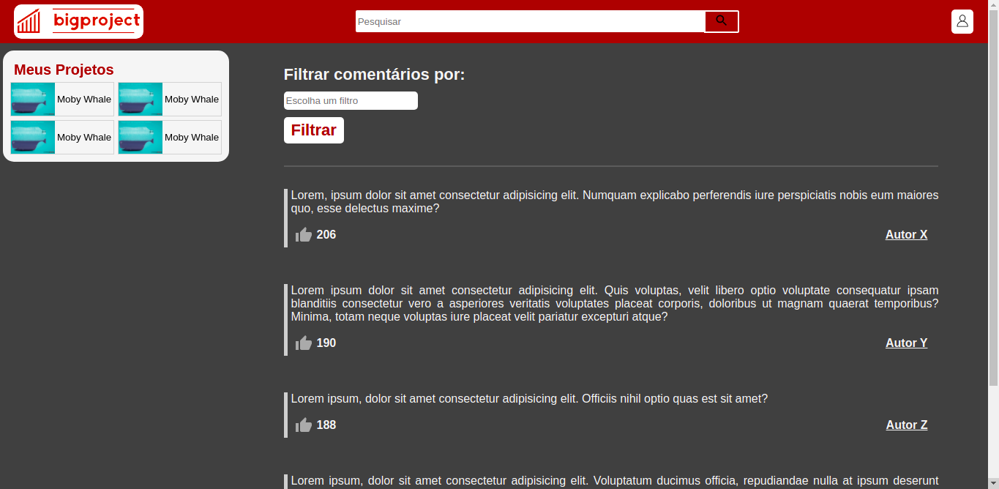 bigproject
Pesquisar
Meus Projetos
Moby Whale
Moby Whale
Moby Whale
Moby Whale
Filtrar comentários por:
Escolha um filtro
Filtrar
Lorem, ipsum dolor sit amet consectetur adipisicing elit. Numquam explicabo perferendis iure perspiciatis nobis eum maiores
quo, esse delectus maxime?
206
Autor X
Lorem ipsum dolor sit amet consectetur adipisicing elit. Quis voluptas, velit libero optio voluptate consequatur ipsam
blanditiis consectetur vero a asperiores veritatis voluptates placeat corporis, doloribus ut magnam quaerat temporibus?
Minima, totam neque voluptas iure placeat velit pariatur excepturi atque?
190
Autor Y
Lorem ipsum, dolor sit amet consectetur adipisicing elit. Officiis nihil optio quas est sit amet?
188
Autor Z
Lorem ipsum, dolor sit amet consectetur adipisicing elit. Voluptatum ducimus officia, repudiandae nulla at ipsum deserunt